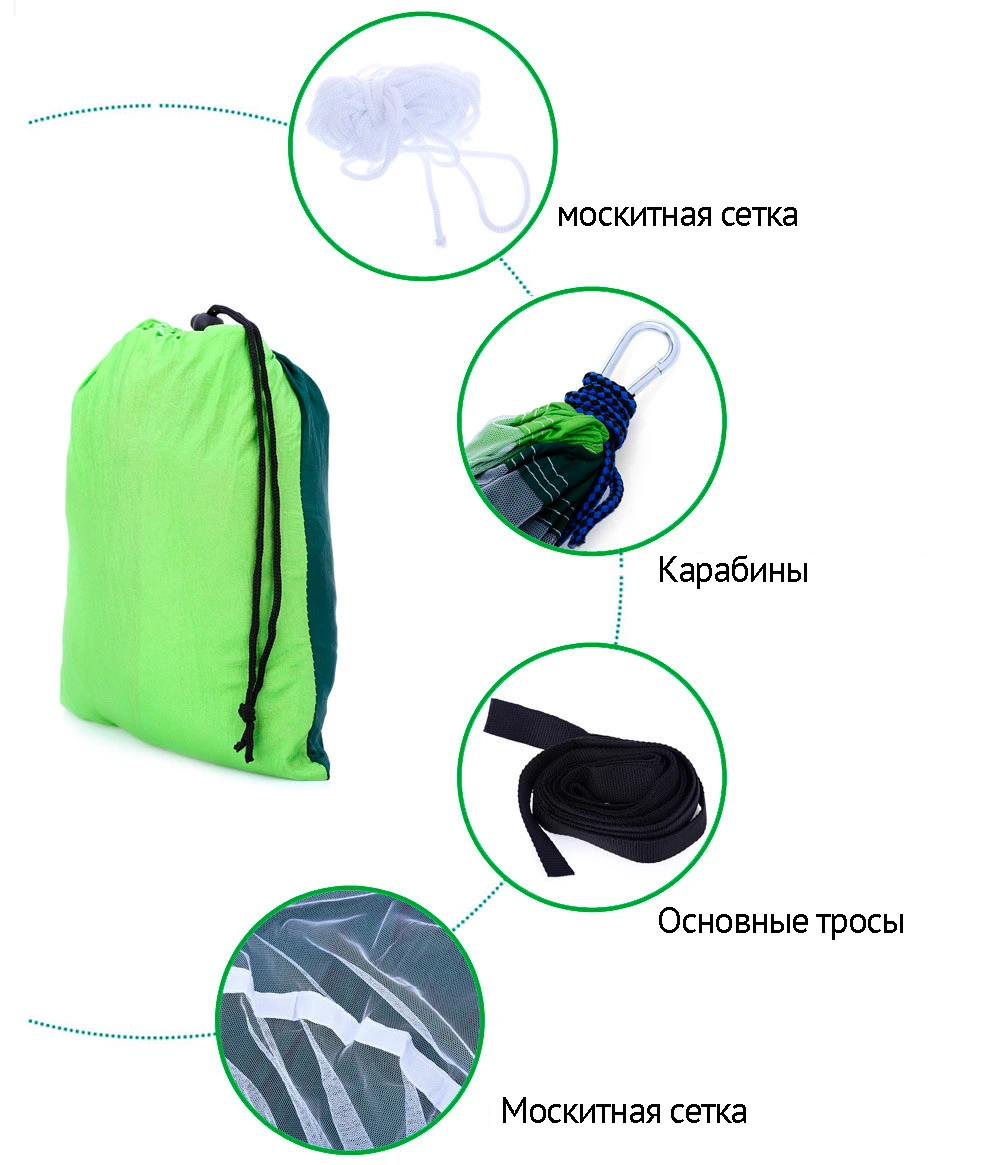 москитная сетка
Карабины
Основные тросы
Москитная сетка